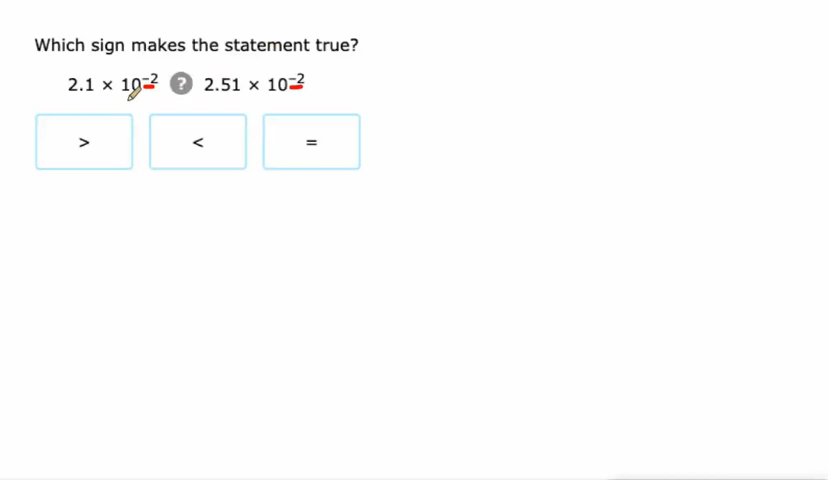 Which sign makes the statement true?
2.1 × 10⁻² ? 2.51 × 10⁻²
> < =